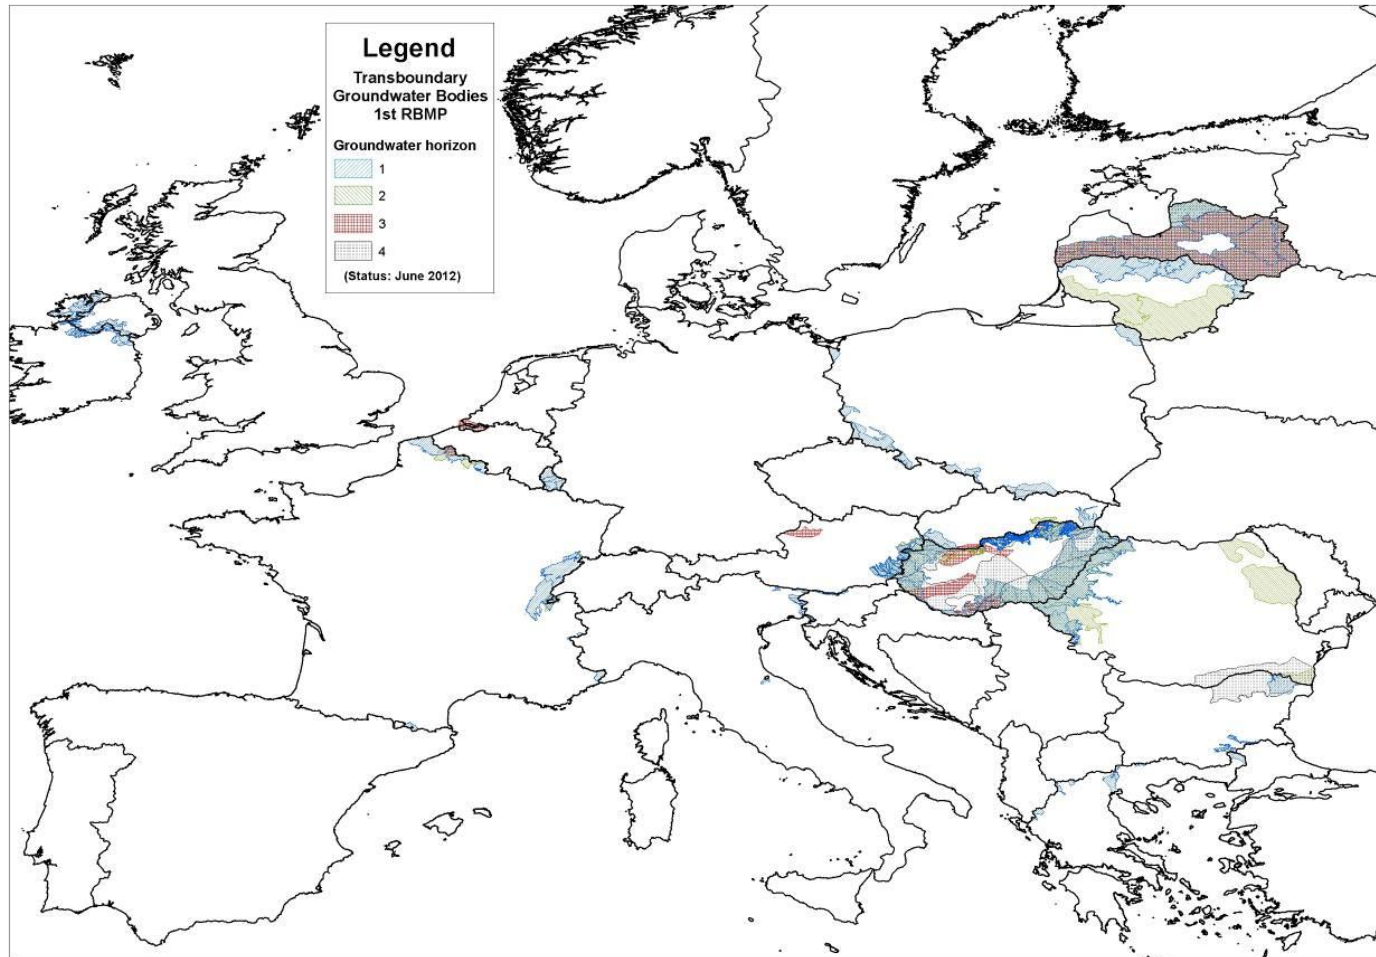 Legend
Transboundary
Groundwater Bodies
1st RBMP
Groundwater horizon
1
2
3
4
(Status: June 2012)